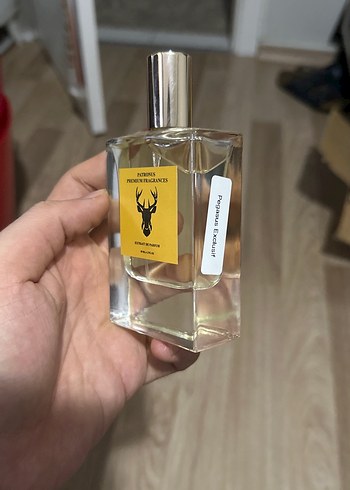 PATRONUS
PREMIUM FRAGRANCES
EXTRAIT DE PARFUM
Pegasus Exclusif